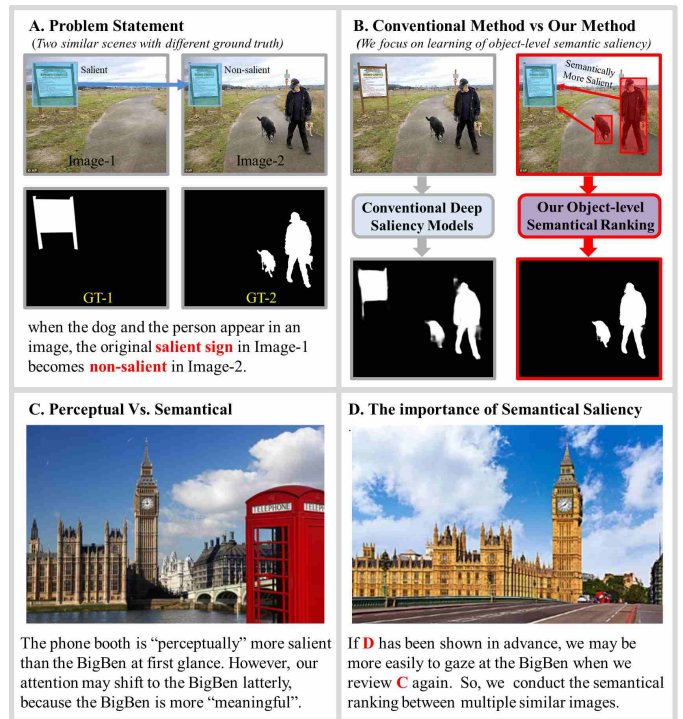 A. Problem Statement
(Two similar scenes with different ground truth)
Salient
Non-salient
Image-1
Image-2
GT-1
GT-2
when the dog and the person appear in an
image, the original salient sign in Image-1
becomes non-salient in Image-2.
B. Conventional Method vs Our Method
(We focus on learning of object-level semantic saliency)
Semantically
More Salient
Conventional Deep
Saliency Models
Our Object-level
Semantical Ranking
C. Perceptual Vs. Semantical
TELEPHONE
TELEPHONE
The phone booth is “perceptually” more salient
than the BigBen at first glance. However, our
attention may shift to the BigBen latterly,
because the BigBen is more “meaningful”.
D. The importance of Semantical Saliency
If D has been shown in advance, we may be
more easily to gaze at the BigBen when we
review C again. So, we conduct the semantical
ranking between multiple similar images.